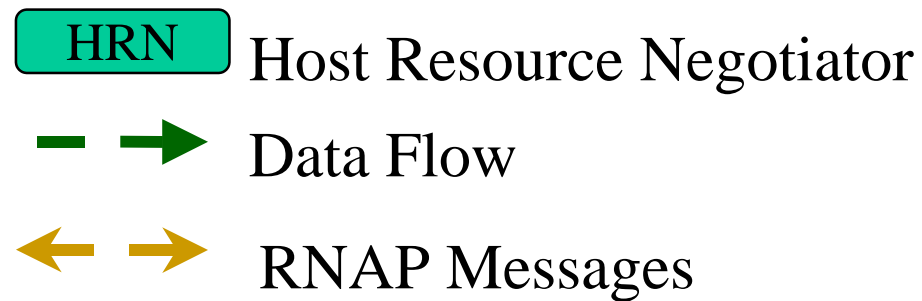 HRN Host Resource Negotiator
Data Flow
RNAP Messages